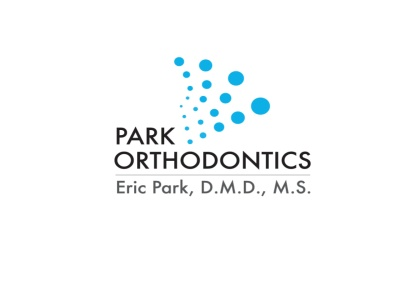 PARK
ORTHODONTICS
Eric Park, D.M.D., M.S.